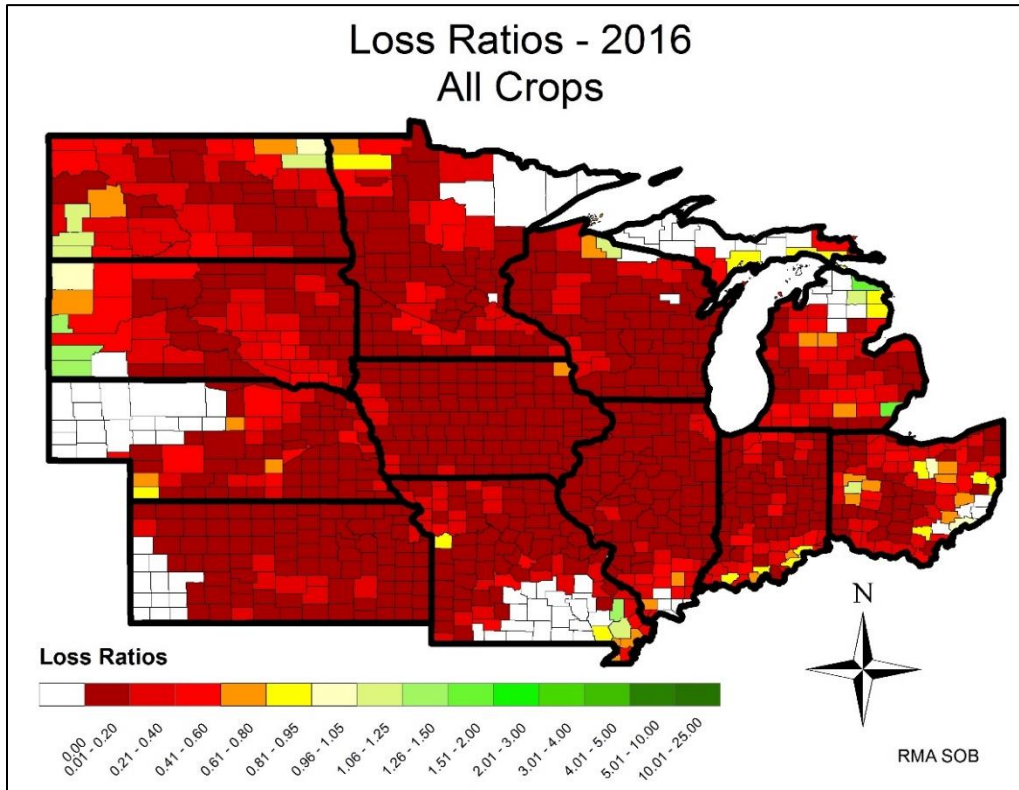 Loss Ratios - 2016
All Crops
N
Loss Ratios
0.00
0.01 - 0.20
0.21 - 0.40
0.41 - 0.60
0.61 - 0.80
0.81 - 0.95
0.96 - 1.05
1.06 - 1.25
1.26 - 1.50
1.51 - 2.00
2.01 - 3.00
3.01 - 4.00
4.01 - 5.00
5.01 - 10.00
10.01 - 25.00
RMA SOB